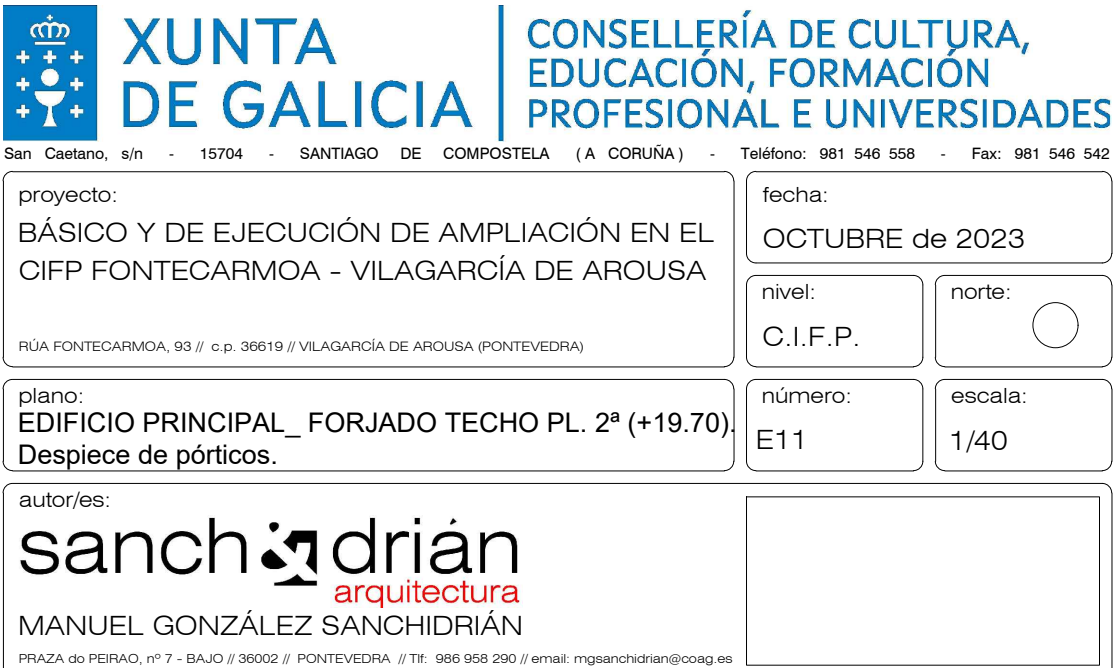 XUNTA
DE GALICIA
CONSELLERÍA DE CULTURA,
EDUCACIÓN, FORMACIÓN
PROFESIONAL E UNIVERSIDADES
San Caetano, s/n - 15704 - SANTIAGO DE COMPOSTELA ( A CORUÑA ) - Teléfono: 981 546 558 - Fax: 981 546 542
proyecto:
BÁSICO Y DE EJECUCIÓN DE AMPLIACIÓN EN EL
CIFP FONTECARMOA - VILAGARCÍA DE AROUSA
RÚA FONTECARMOA, 93 // c.p. 36619 // VILAGARCÍA DE AROUSA (PONTEVEDRA)
fecha:
OCTUBRE de 2023
nivel:
C.I.F.P.
norte:
plano:
EDIFICIO PRINCIPAL_ FORJADO TECHO PL. 2ª (+19.70).
Despiece de pórticos.
número:
E11
escala:
1/40
autor/es:
sanch&drián
arquitectura
MANUEL GONZÁLEZ SANCHIDRIÁN
PRAZA do PEIRAO, nº 7 - BAJO // 36002 // PONTEVEDRA // Tlf: 986 958 290 // email: mgsanchidrian@coag.es